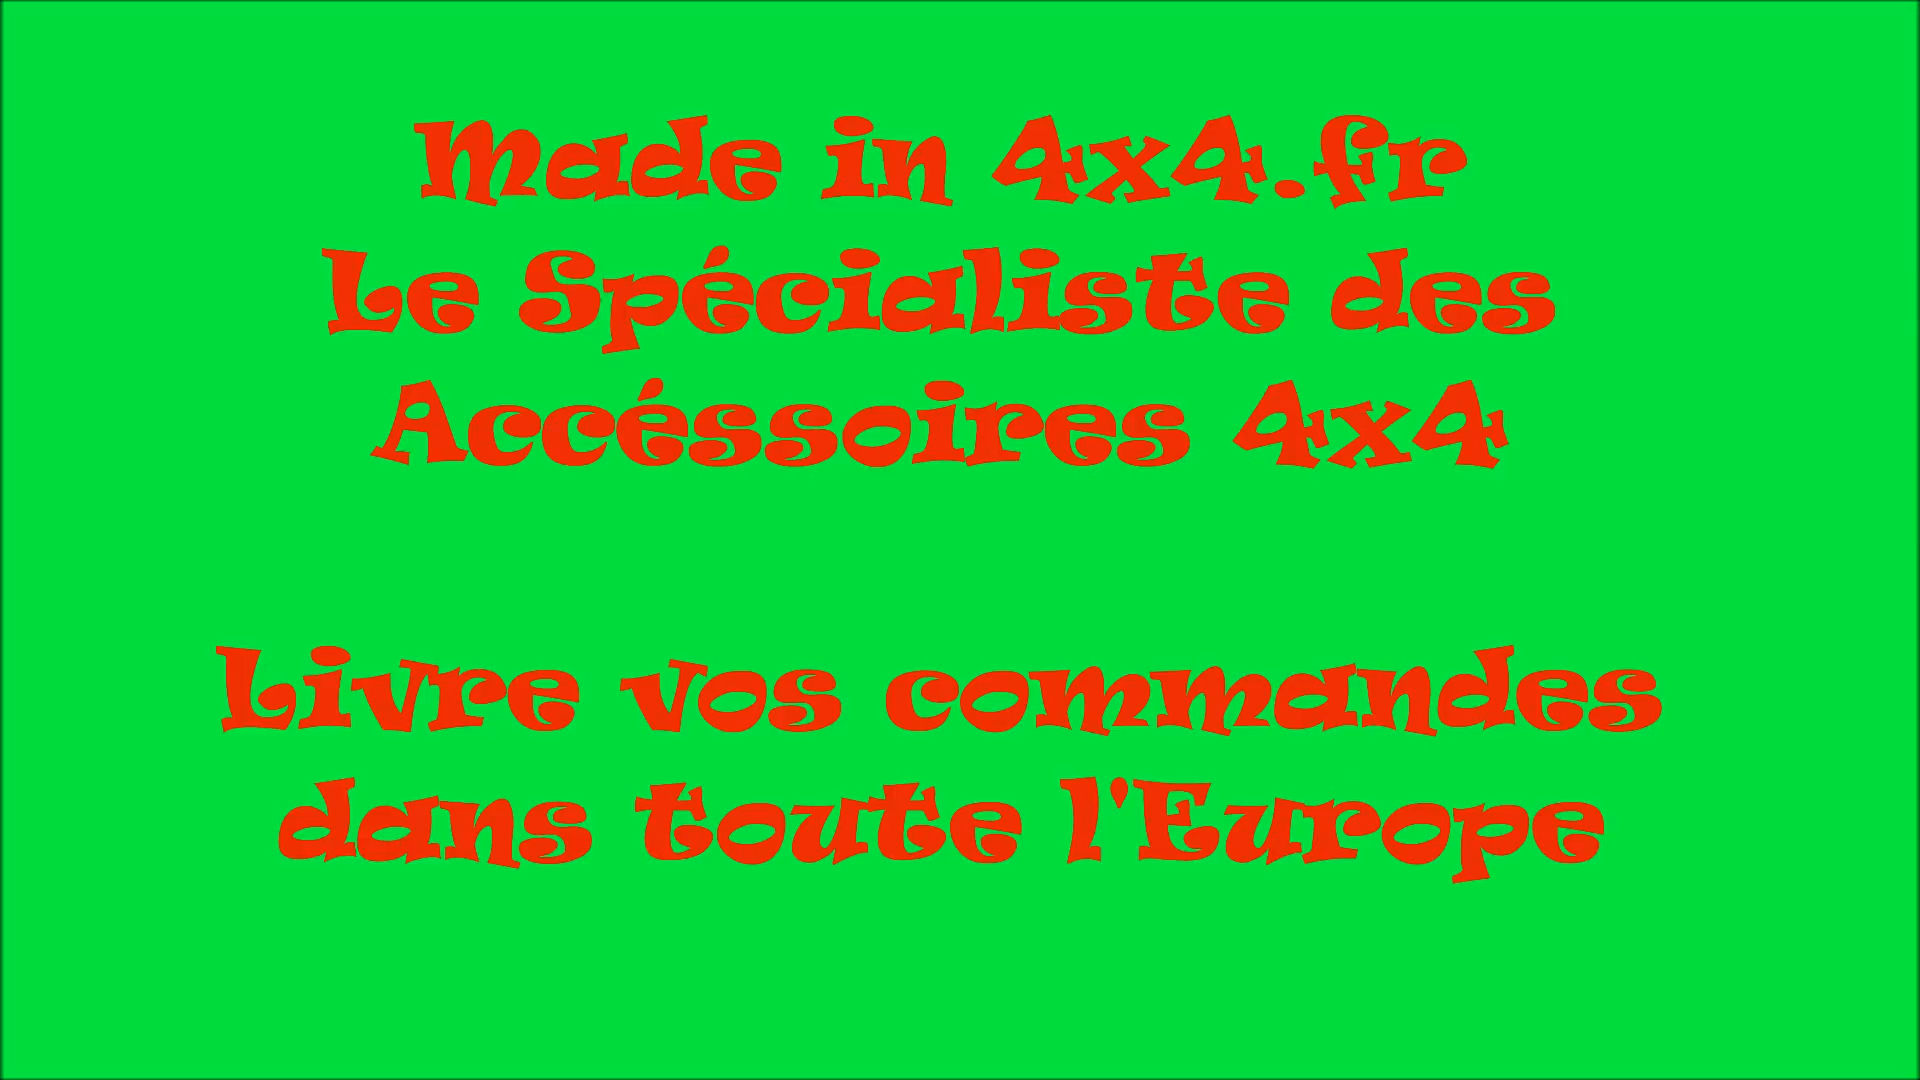 Made in 4x4.fr
Le Spécialiste des
Accéssoires 4x4
Livre vos commandes
dans toute l'Europe